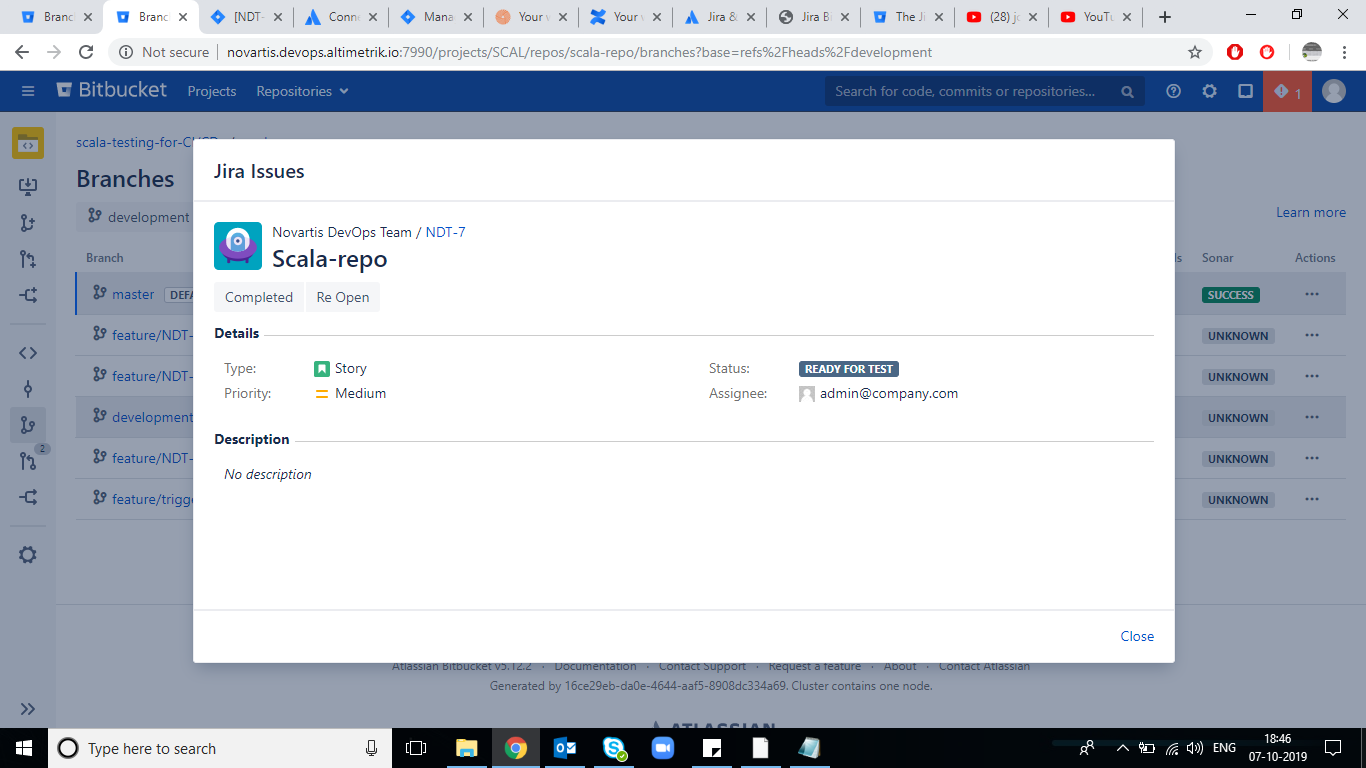 Branc
Branc
[NDT-
Conne
Mana
Your w
Your w
Jira &
Jira Bi
The Ji
(28) jo
YouTu
Not secure | novartis.devops.altimetrik.io:7990/projects/SCAL/repos/scala-repo/branches?base=refs%2Fheads%2Fdevelopment
Bitbucket Projects Repositories Search for code, commits or repositories... 1
scala-testing-for-CI/CD
Branches
development
Learn more
Branch Sonar Actions
master DEFA SUCCESS
feature/NDT- UNKNOWN
feature/NDT- UNKNOWN
development UNKNOWN
feature/NDT- UNKNOWN
feature/trigge UNKNOWN
2
Jira Issues
Novartis DevOps Team / NDT-7
Scala-repo
Completed Re Open
Details
Type: Story Status: READY FOR TEST
Priority: Medium Assignee: admin@company.com
Description
No description
Close
Atlassian Bitbucket v5.12.2 · Documentation · Contact Support · Request a feature · About · Contact Atlassian
Generated by 16ce29eb-da0e-4644-aaf5-8908dc334a69. Cluster contains one node.
ATLASSIAN
Type here to search
ENG
18:46
07-10-2019